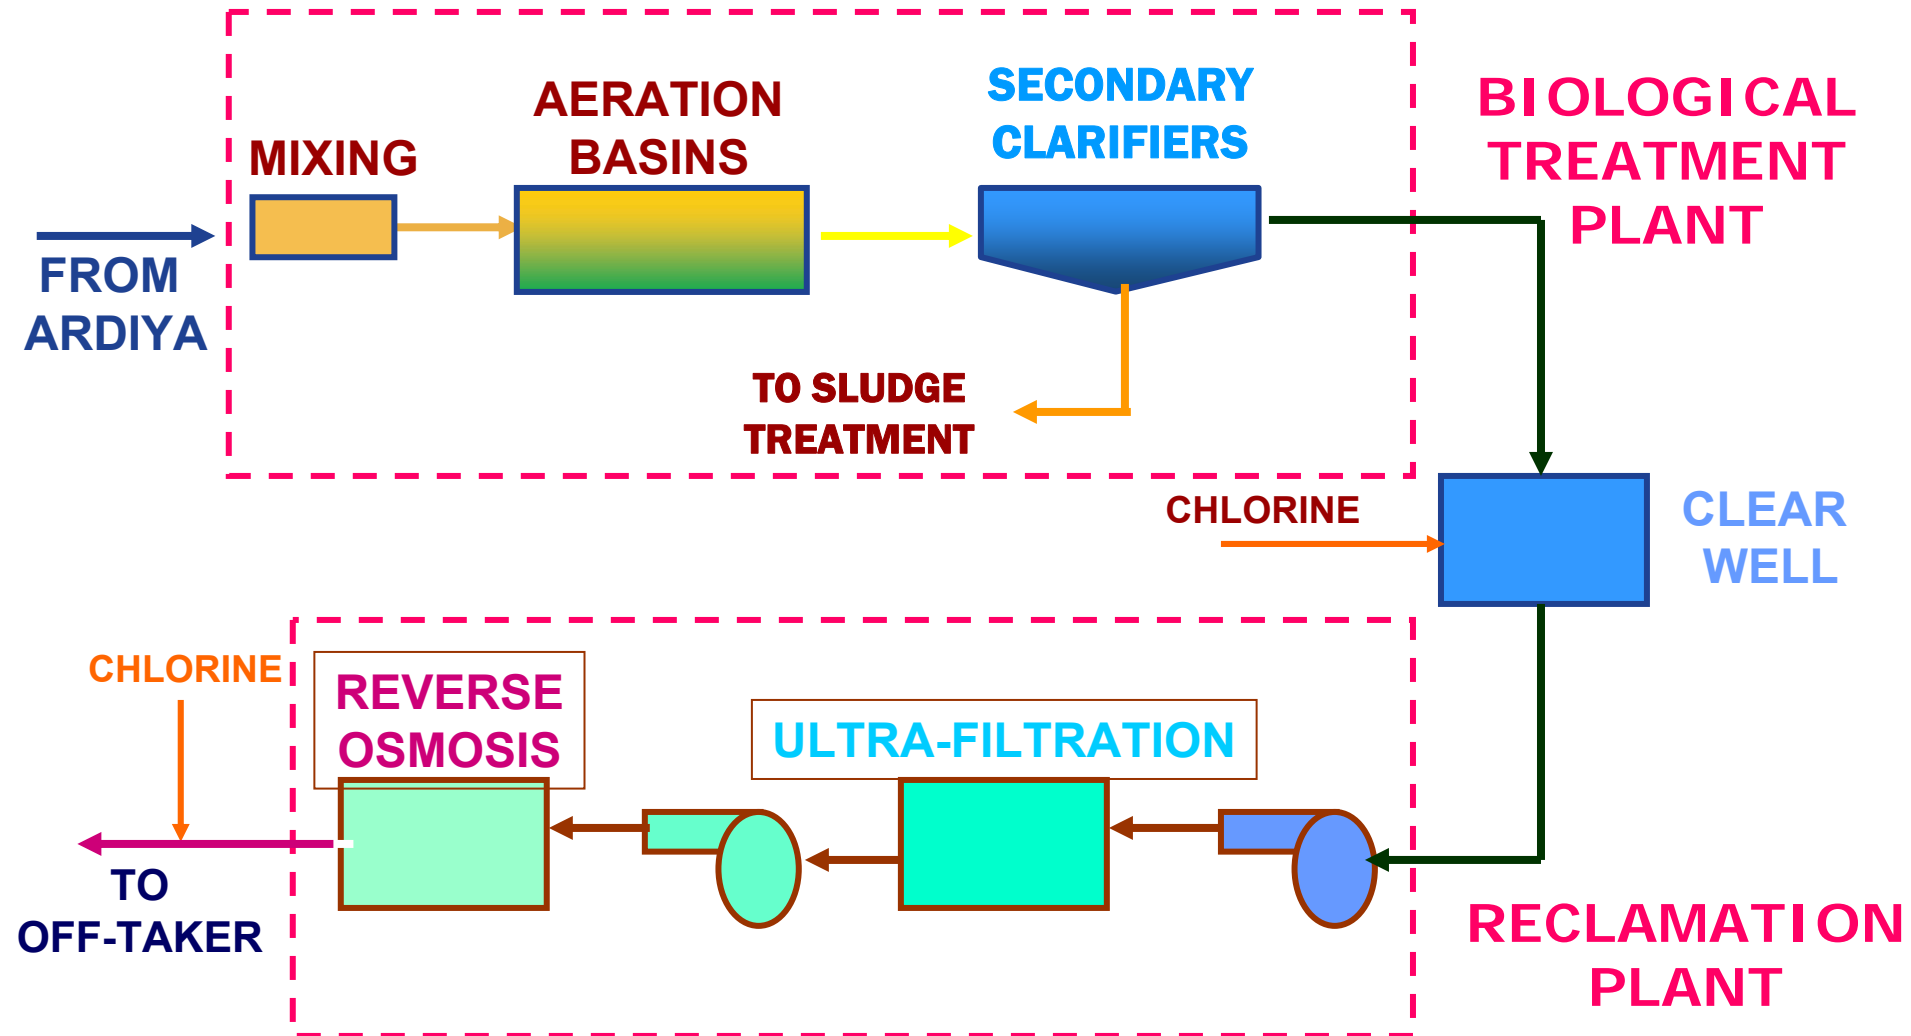 MIXING
AERATION
BASINS
SECONDARY
CLARIFIERS
BIOLOGICAL
TREATMENT
PLANT
FROM
ARDIYA
TO SLUDGE
TREATMENT
CHLORINE
CLEAR
WELL
CHLORINE
REVERSE
OSMOSIS
ULTRA-FILTRATION
TO
OFF-TAKER
RECLAMATION
PLANT